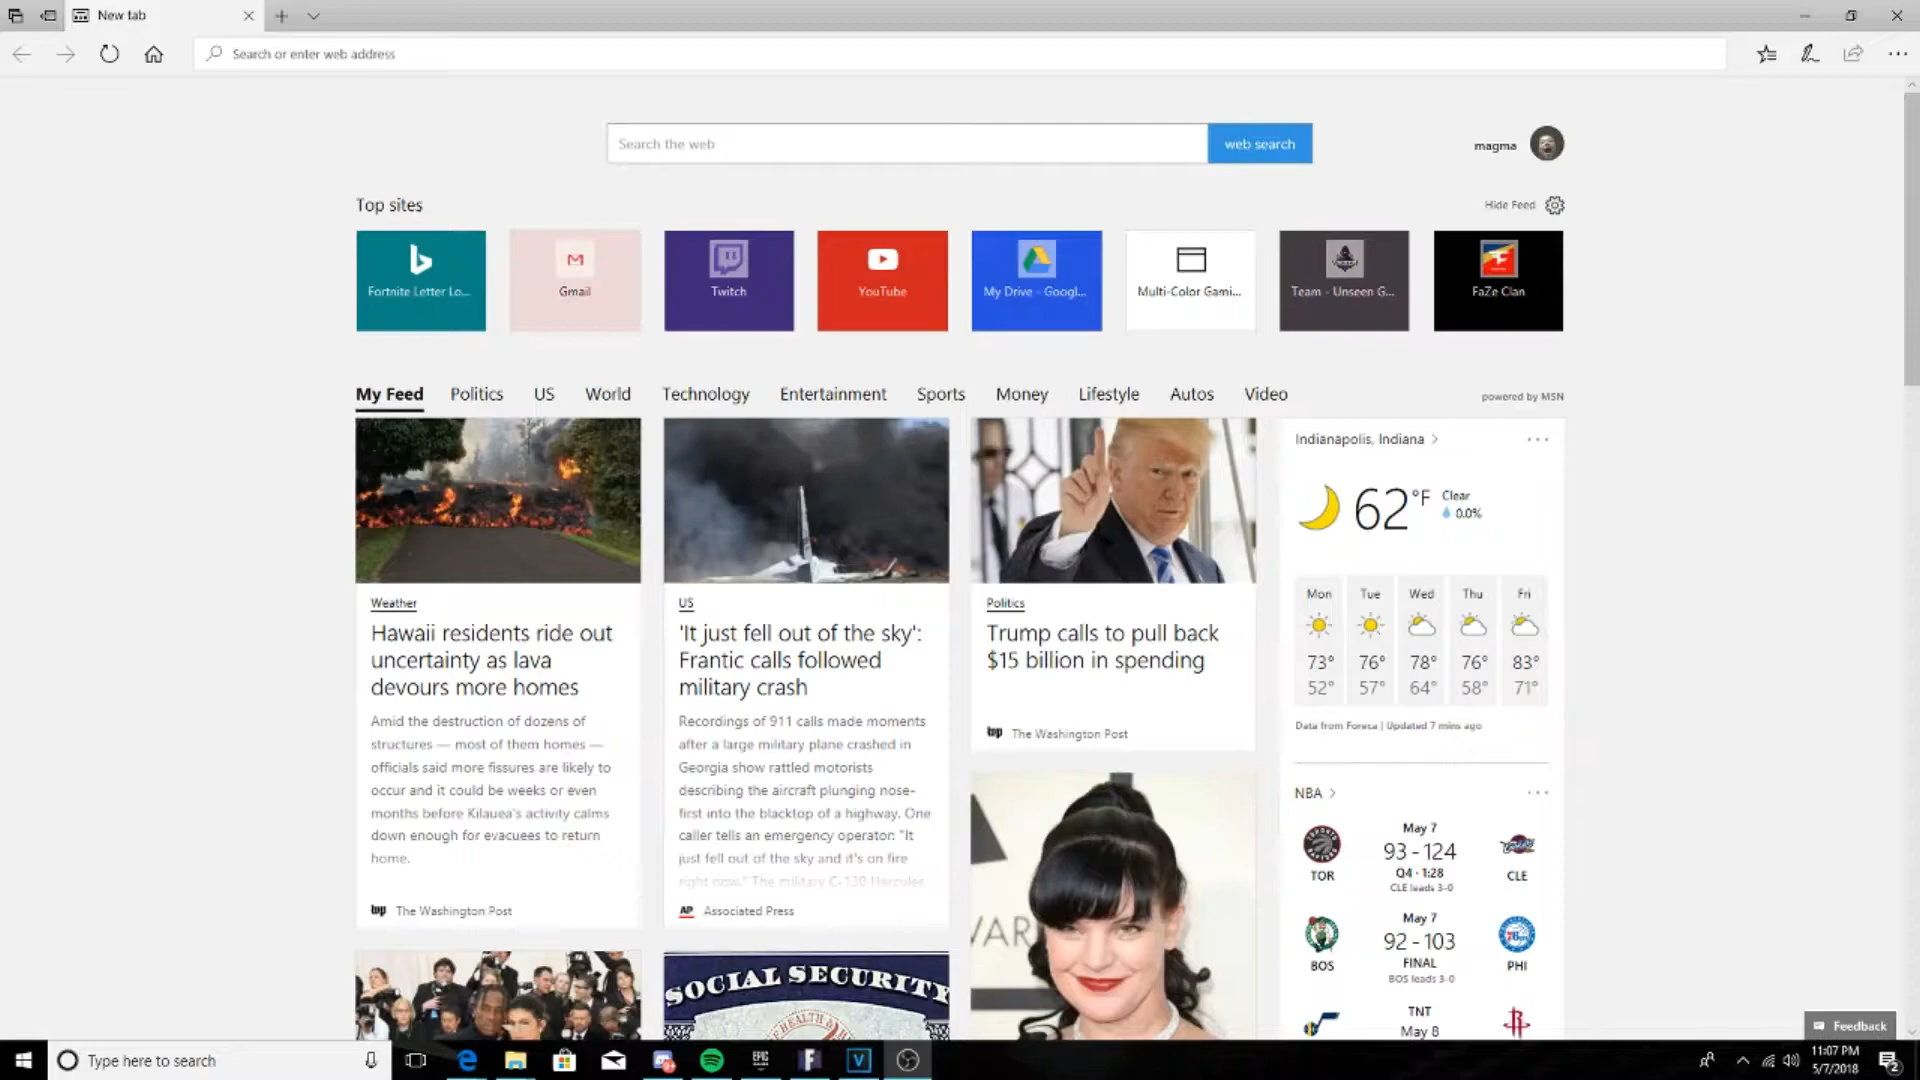 New tab
Search or enter web address
Search the web
web search
magma
Top sites
Hide Feed
Fortnite Letter Lo...
Gmail
Twitch
YouTube
My Drive - Googl...
Multi-Color Gami...
Team - Unseen G...
FaZe Clan
My Feed
Politics
US
World
Technology
Entertainment
Sports
Money
Lifestyle
Autos
Video
powered by MSN
Weather
Hawaii residents ride out
uncertainty as lava
devours more homes
Amid the destruction of dozens of
structures — most of them homes —
officials said more fissures are likely to
occur and it could be weeks or even
months before Kilauea's activity calms
down enough for evacuees to return
home.
wp The Washington Post
US
'It just fell out of the sky':
Frantic calls followed
military crash
Recordings of 911 calls made moments
after a large military plane crashed in
Georgia show rattled motorists
describing the aircraft plunging nose-
first into the blacktop of a highway. One
caller tells an emergency operator: "It
just fell out of the sky and it's on fire
right now." The military C-130 Hercules
AP Associated Press
Politics
Trump calls to pull back
$15 billion in spending
wp The Washington Post
Indianapolis, Indiana
62°F
Clear
0.0%
Mon Tue Wed Thu Fri
73° 76° 78° 76° 83°
52° 57° 64° 58° 71°
Data from Foreca | Updated 7 mins ago
NBA
May 7
93 - 124
Q4 - 1:28
TOR CLE
CLE leads 3-0
May 7
92 - 103
FINAL
BOS PHI
BOS leads 3-0
TNT
May 8
SOCIAL SECURITY
HEALTH &
Feedback
Type here to search
EPIC
GAMES
11:07 PM
5/7/2018
2